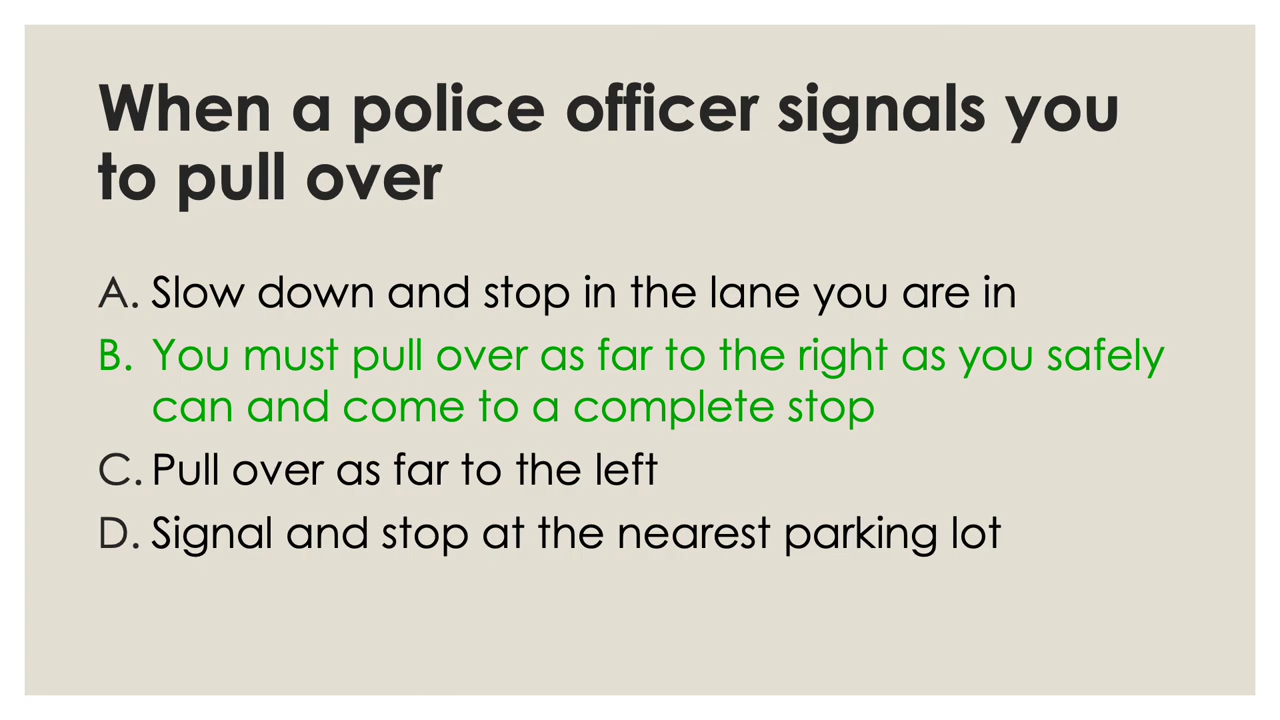 When a police officer signals you
to pull over
A. Slow down and stop in the lane you are in
B. You must pull over as far to the right as you safely
can and come to a complete stop
C. Pull over as far to the left
D. Signal and stop at the nearest parking lot